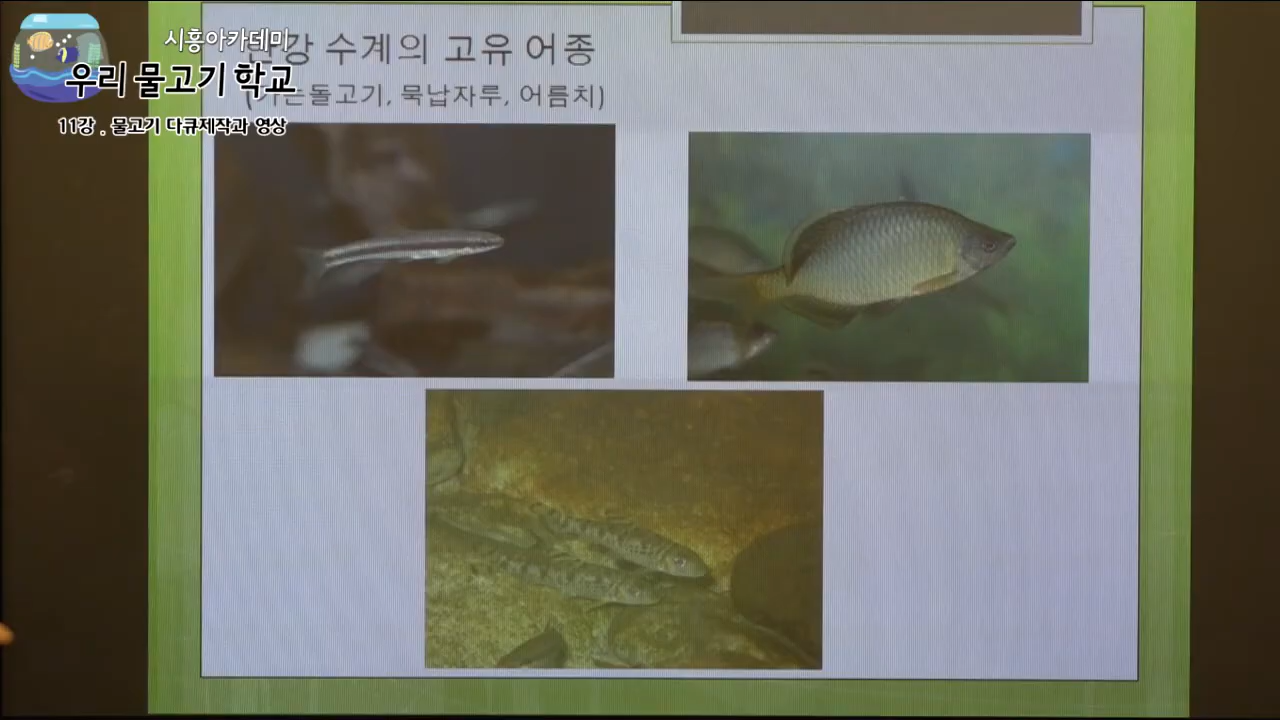 시흥아카데미
우리 물고기 학교
11강 . 물고기 다큐제작과 영상
수계의 고유 어종
가는돌고기, 묵납자루, 어름치)